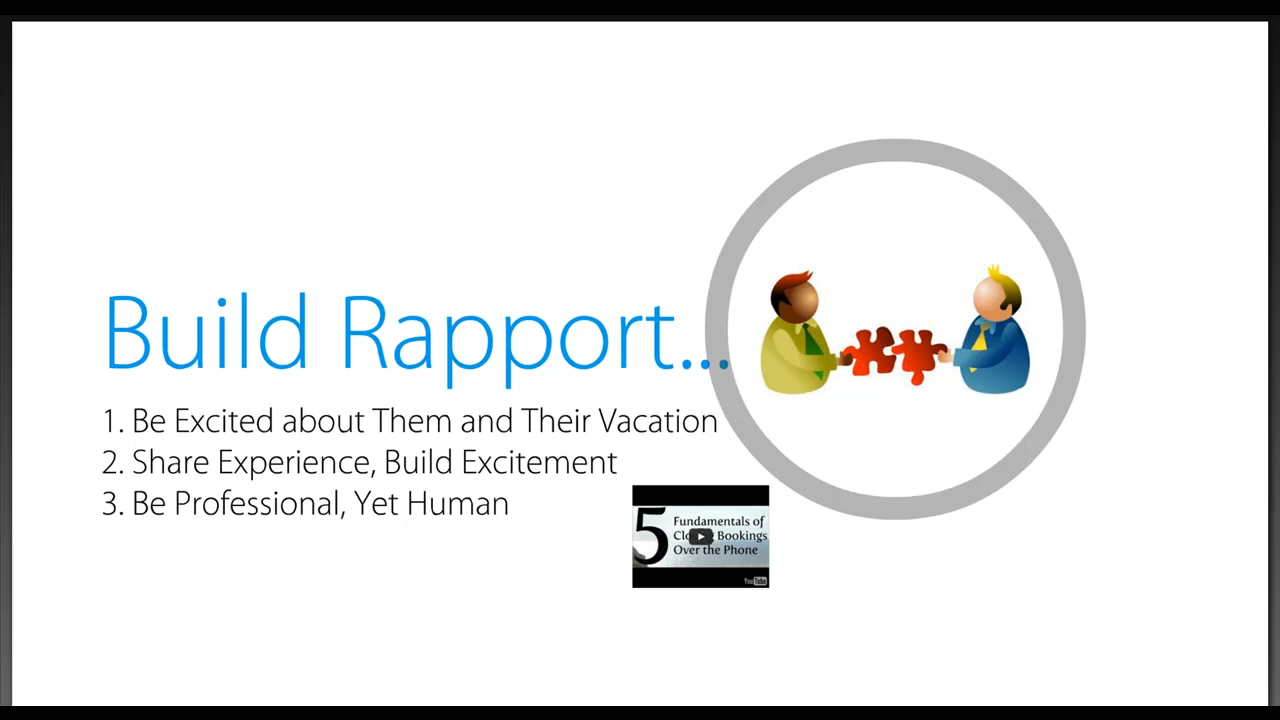 Build Rapport...
1. Be Excited about Them and Their Vacation
2. Share Experience, Build Excitement
3. Be Professional, Yet Human
5
Fundamentals of
Bookings
Over the Phone
YouTube